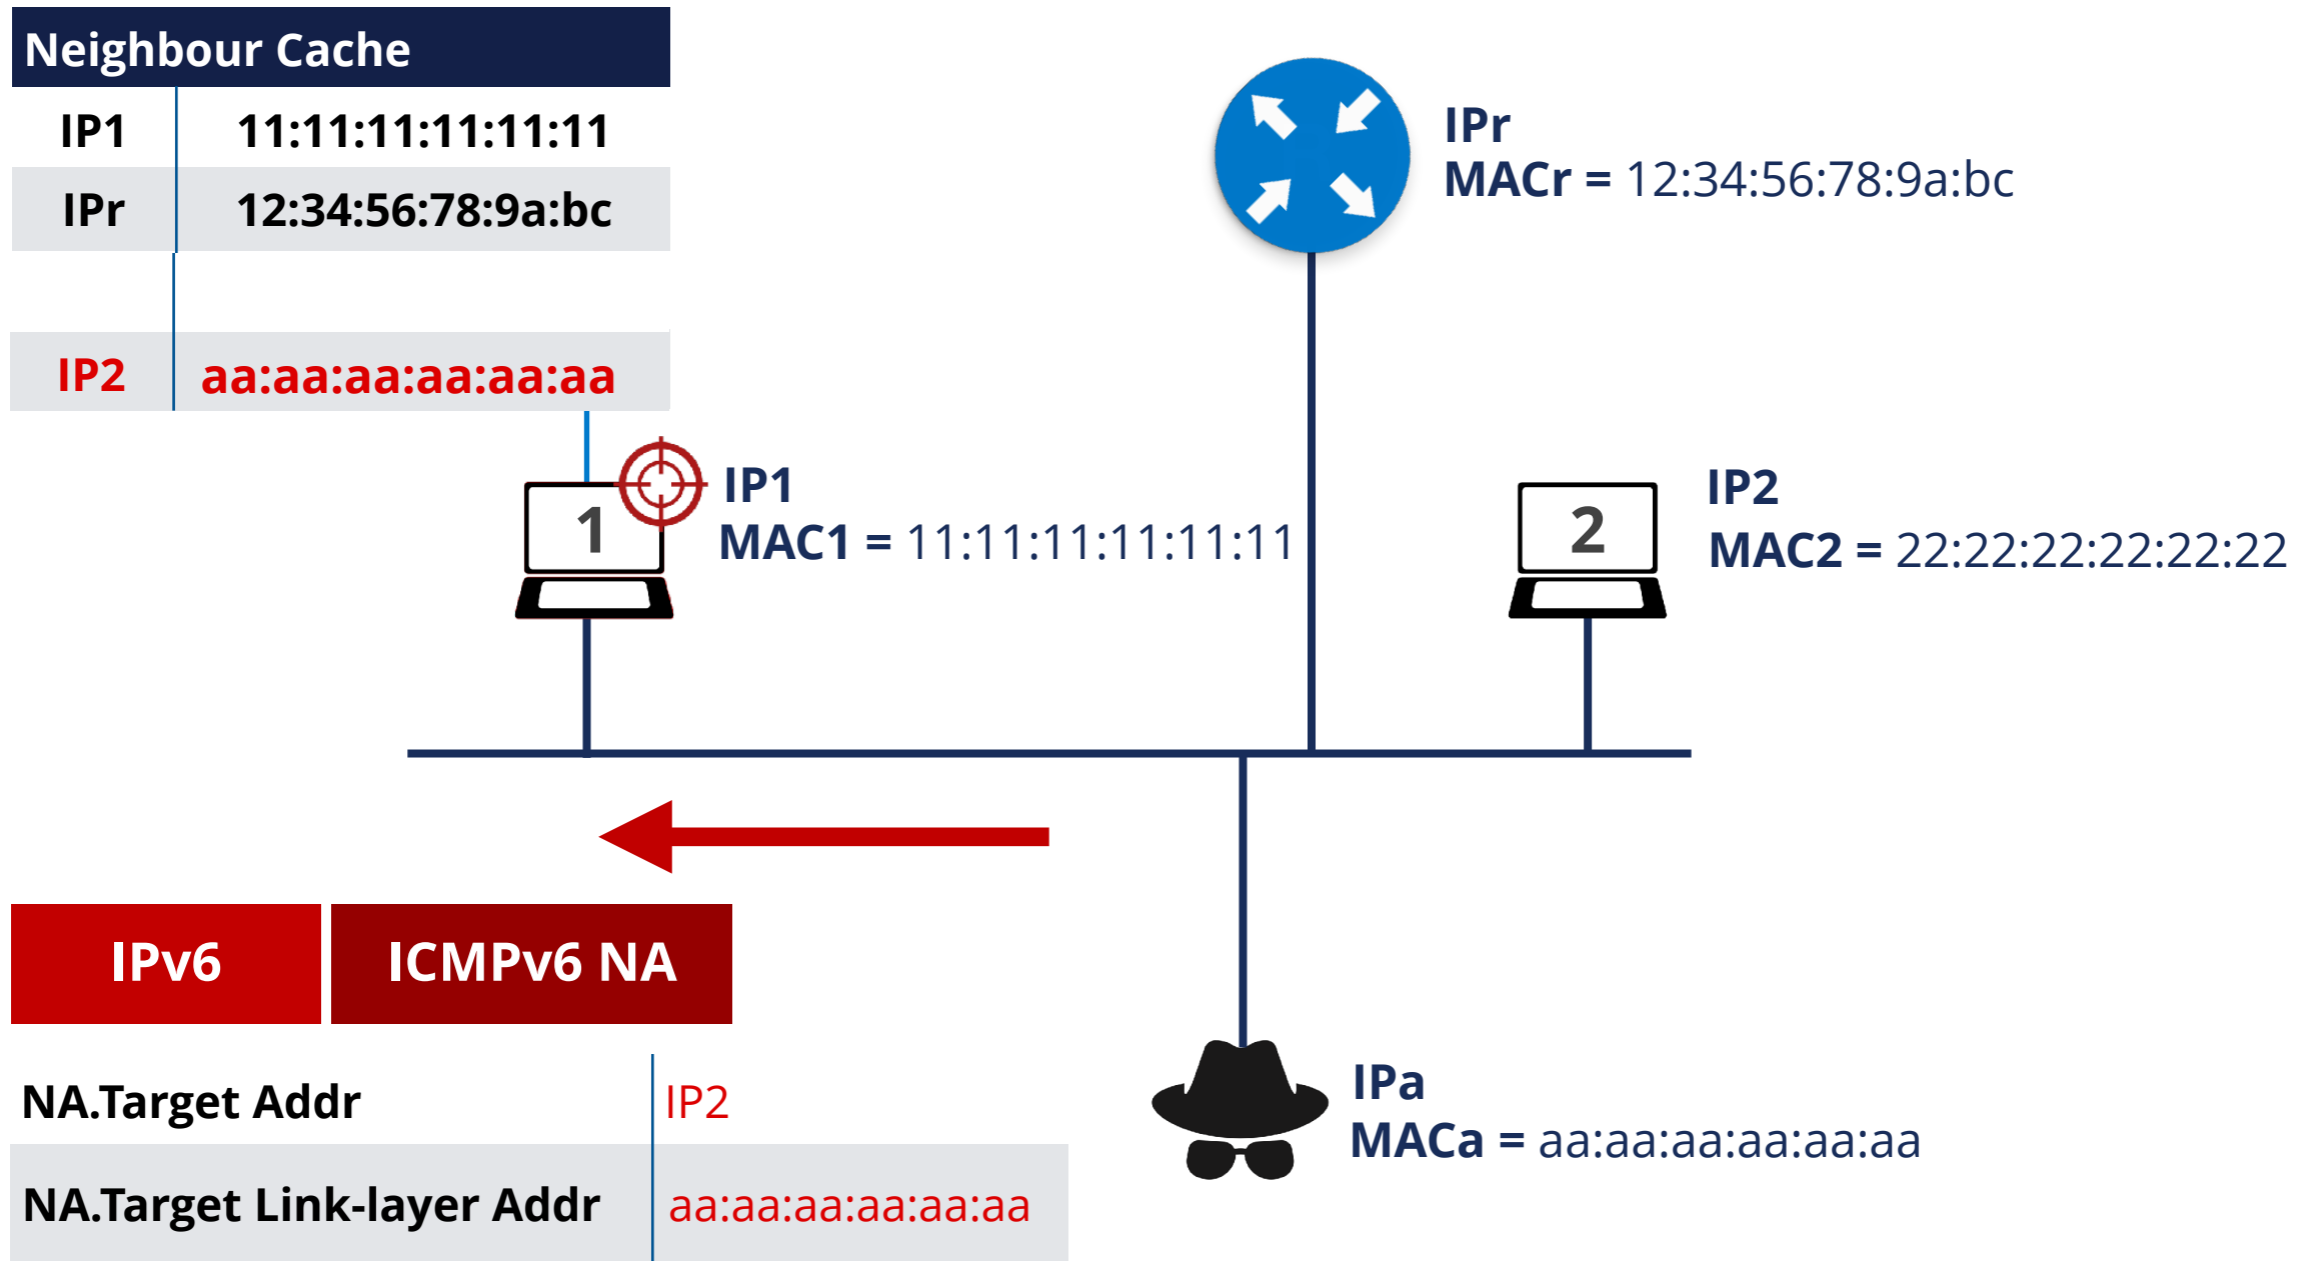 Neighbour Cache
IP1 11:11:11:11:11:11
IPr 12:34:56:78:9a:bc
IP2 aa:aa:aa:aa:aa:aa
IPr
MACr = 12:34:56:78:9a:bc
1
IP1
MAC1 = 11:11:11:11:11:11
2
IP2
MAC2 = 22:22:22:22:22:22
IPv6
ICMPv6 NA
NA.Target Addr IP2
NA.Target Link-layer Addr aa:aa:aa:aa:aa:aa
IPa
MACa = aa:aa:aa:aa:aa:aa